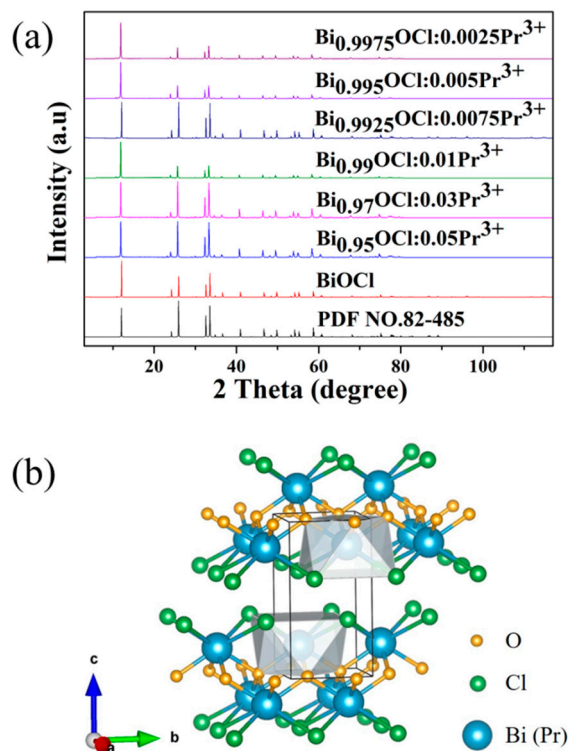 (a)
Intensity (a.u)
Bi0.9975OCl:0.0025Pr3+
Bi0.995OCl:0.005Pr3+
Bi0.9925OCl:0.0075Pr3+
Bi0.99OCl:0.01Pr3+
Bi0.97OCl:0.03Pr3+
Bi0.95OCl:0.05Pr3+
BiOCl
PDF NO.82-485
20 40 60 80 100
2 Theta (degree)
(b)
O
Cl
Bi (Pr)
c
a b